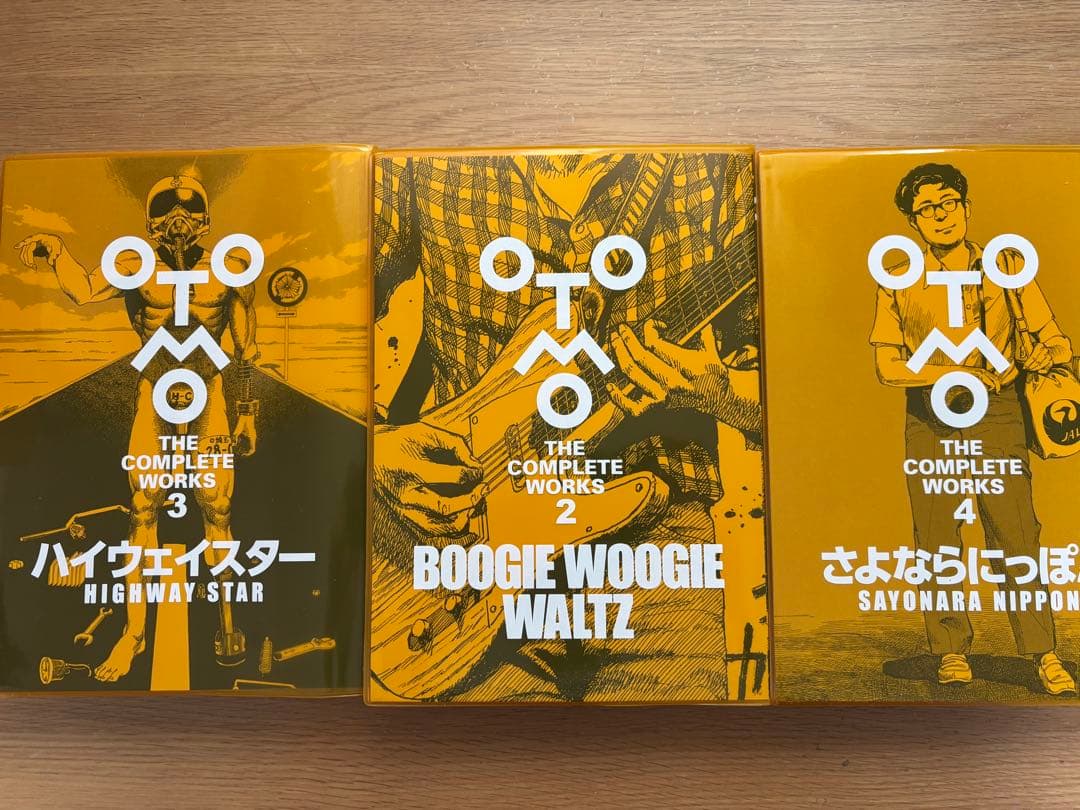 OTOMO
THE
COMPLETE
WORKS
3
ハイウェイスター
HIGHWAY STAR
M-C
OTOMO
THE
COMPLETE
WORKS
2
BOOGIE WOOGIE
WALTZ
OTOMO
THE
COMPLETE
WORKS
4
さよならにっぽ
SAYONARA NIPPON
JAL